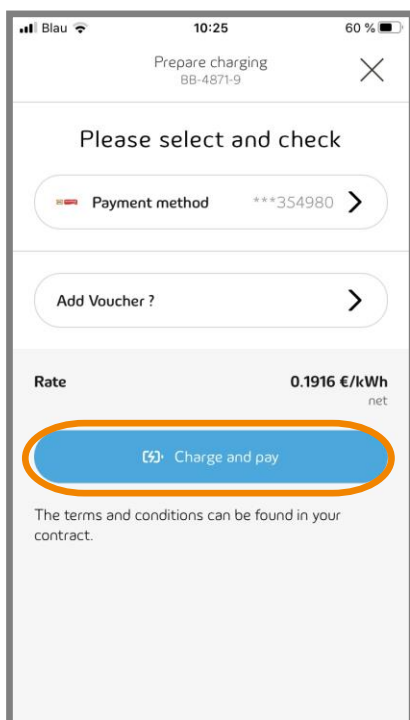 Blau 10:25 60 %
Prepare charging
BB-4871-9
Please select and check
Payment method ***354980
Add Voucher ?
Rate 0.1916 €/kWh
net
Charge and pay
The terms and conditions can be found in your
contract.